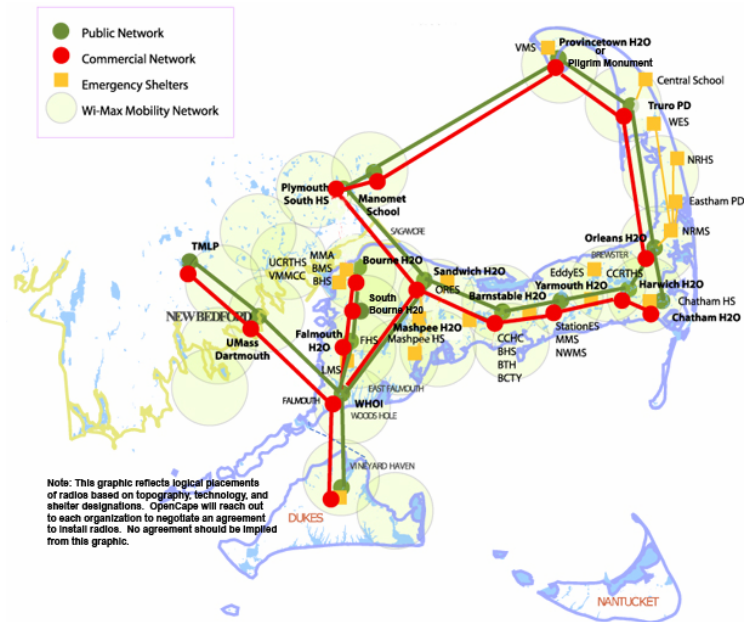 Public Network
Commercial Network
Emergency Shelters
Wi-Max Mobility Network
VMS
Provincetown H2O
or
Pilgrim Monument
Central School
Truro PD
WES
NRHS
Eastham PD
NRMS
Plymouth
South HS
Manomet
School
SAGAMORE
TMLP
UCRTHS
VMMCC
MMA
BMS
BHS
Bourne H2O
Sandwich H2O
ORES
Orleans H2O
BREWSTER
EddyES
CCRTHS
Yarmouth H2O
Harwich H2O
Barnstable H2O
Chatham HS
Chatham H2O
South
Bourne H20
NEW BEDFORD
UMass
Dartmouth
Falmouth
H2O
FHS
LMS
Mashpee H2O
Mashpee HS
CCHC
BHS
BTH
BCTY
StationES
MMS
NWMS
EAST FALMOUTH
FALMOUTH
WHOI
WOODS HOLE
VINEYARD HAVEN
Note: This graphic reflects logical placements
of radios based on topography, technology, and
shelter designations. OpenCape will reach out
to each organization to negotiate an agreement
to install radios. No agreement should be implied
from this graphic.
DUKES
NANTUCKET